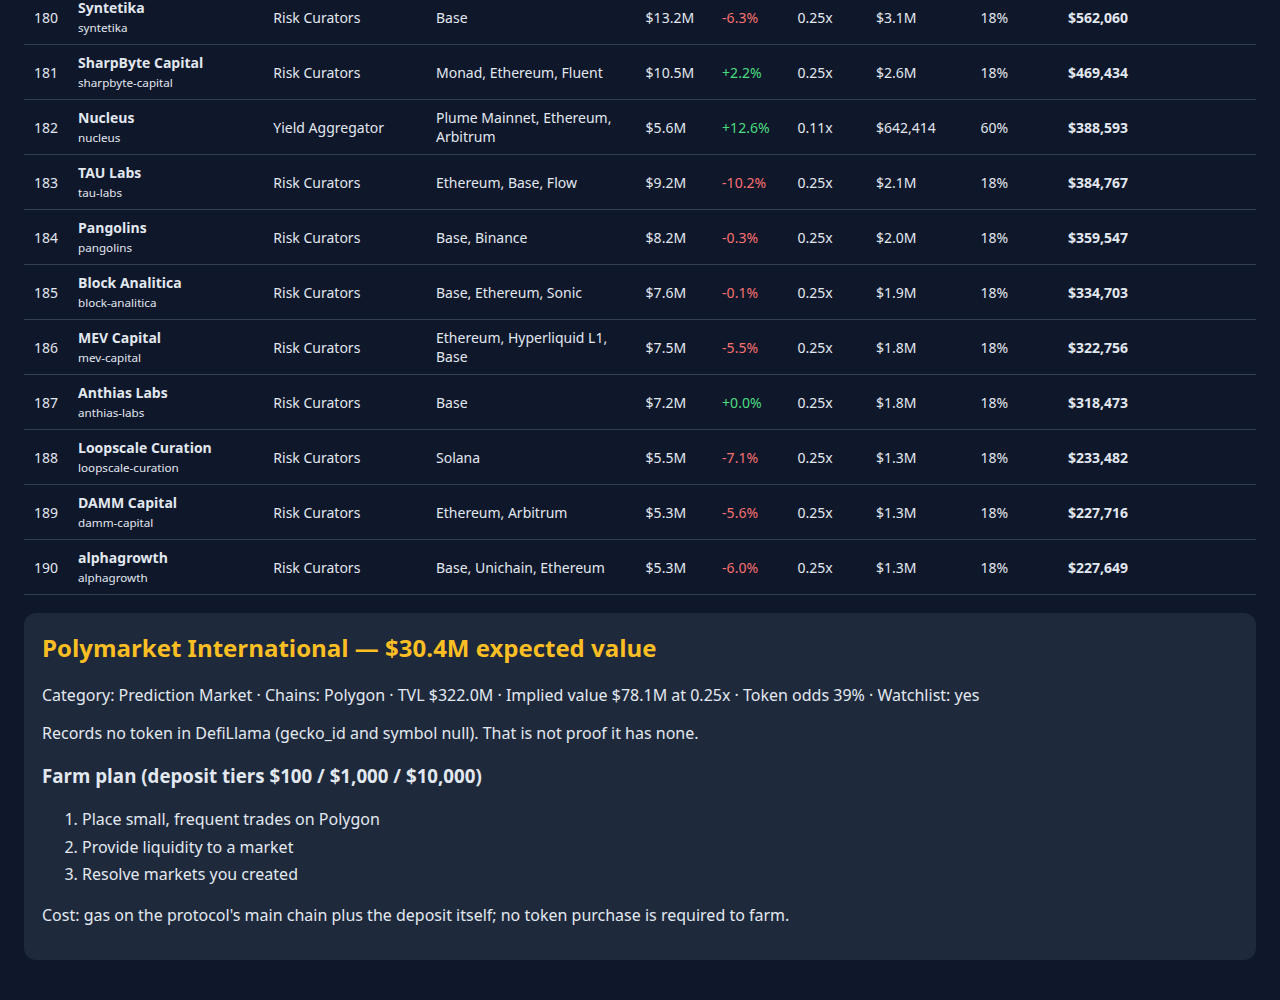 180 Syntetika Risk Curators Base $13.2M -6.3% 0.25x $3.1M 18% $562,060
syntetika
181 SharpByte Capital Risk Curators Monad, Ethereum, Fluent $10.5M +2.2% 0.25x $2.6M 18% $469,434
sharpbyte-capital
182 Nucleus Yield Aggregator Plume Mainnet, Ethereum, $5.6M +12.6% 0.11x $642,414 60% $388,593
nucleus Arbitrum
183 TAU Labs Risk Curators Ethereum, Base, Flow $9.2M -10.2% 0.25x $2.1M 18% $384,767
tau-labs
184 Pangolins Risk Curators Base, Binance $8.2M -0.3% 0.25x $2.0M 18% $359,547
pangolins
185 Block Analitica Risk Curators Base, Ethereum, Sonic $7.6M -0.1% 0.25x $1.9M 18% $334,703
block-analitica
186 MEV Capital Risk Curators Ethereum, Hyperliquid L1, $7.5M -5.5% 0.25x $1.8M 18% $322,756
mev-capital Base
187 Anthias Labs Risk Curators Base $7.2M +0.0% 0.25x $1.8M 18% $318,473
anthias-labs
188 Loopscale Curation Risk Curators Solana $5.5M -7.1% 0.25x $1.3M 18% $233,482
loopscale-curation
189 DAMM Capital Risk Curators Ethereum, Arbitrum $5.3M -5.6% 0.25x $1.3M 18% $227,716
damm-capital
190 alphagrowth Risk Curators Base, Unichain, Ethereum $5.3M -6.0% 0.25x $1.3M 18% $227,649
alphagrowth
Polymarket International — $30.4M expected value
Category: Prediction Market · Chains: Polygon · TVL $322.0M · Implied value $78.1M at 0.25x · Token odds 39% · Watchlist: yes
Records no token in DefiLlama (gecko_id and symbol null). That is not proof it has none.
Farm plan (deposit tiers $100 / $1,000 / $10,000)
1. Place small, frequent trades on Polygon
2. Provide liquidity to a market
3. Resolve markets you created
Cost: gas on the protocol's main chain plus the deposit itself; no token purchase is required to farm.